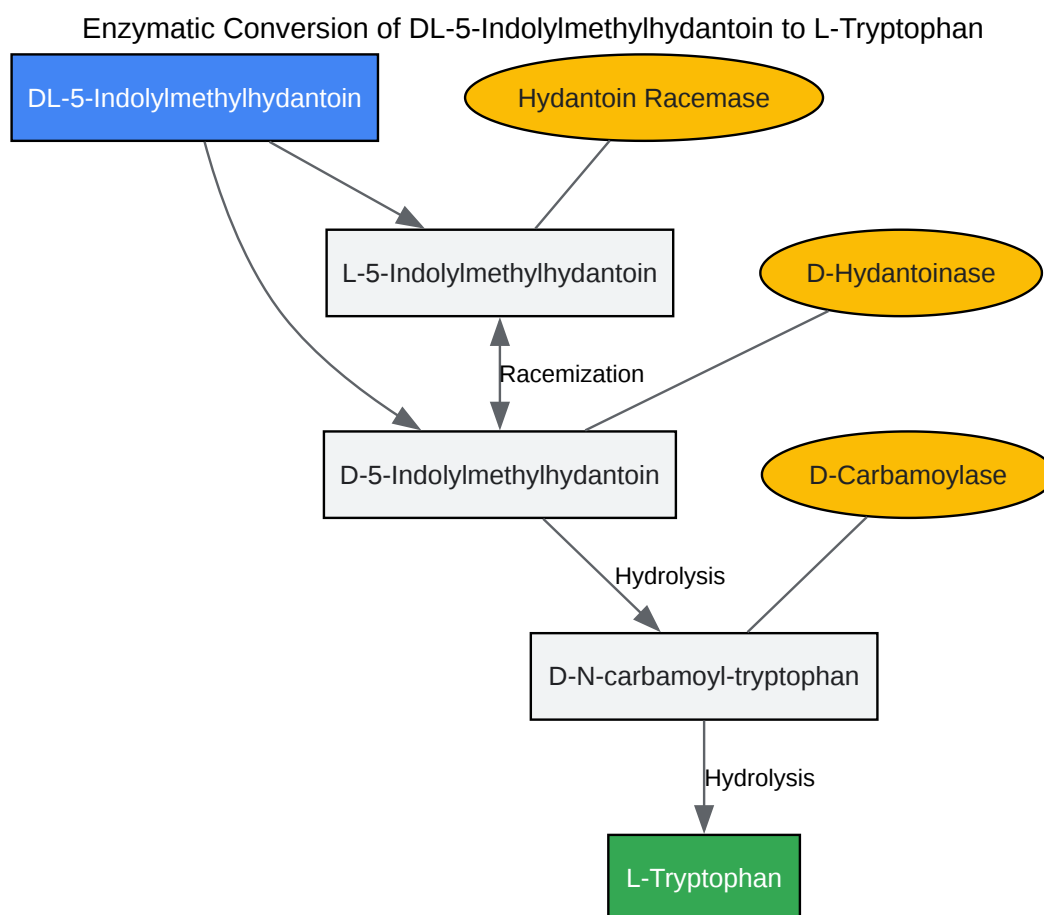 Enzymatic Conversion of DL-5-Indolylmethylhydantoin to L-Tryptophan
DL-5-Indolylmethylhydantoin
Hydantoin Racemase
L-5-Indolylmethylhydantoin
D-Hydantoinase
Racemization
D-5-Indolylmethylhydantoin
D-Carbamoylase
Hydrolysis
D-N-carbamoyl-tryptophan
Hydrolysis
L-Tryptophan